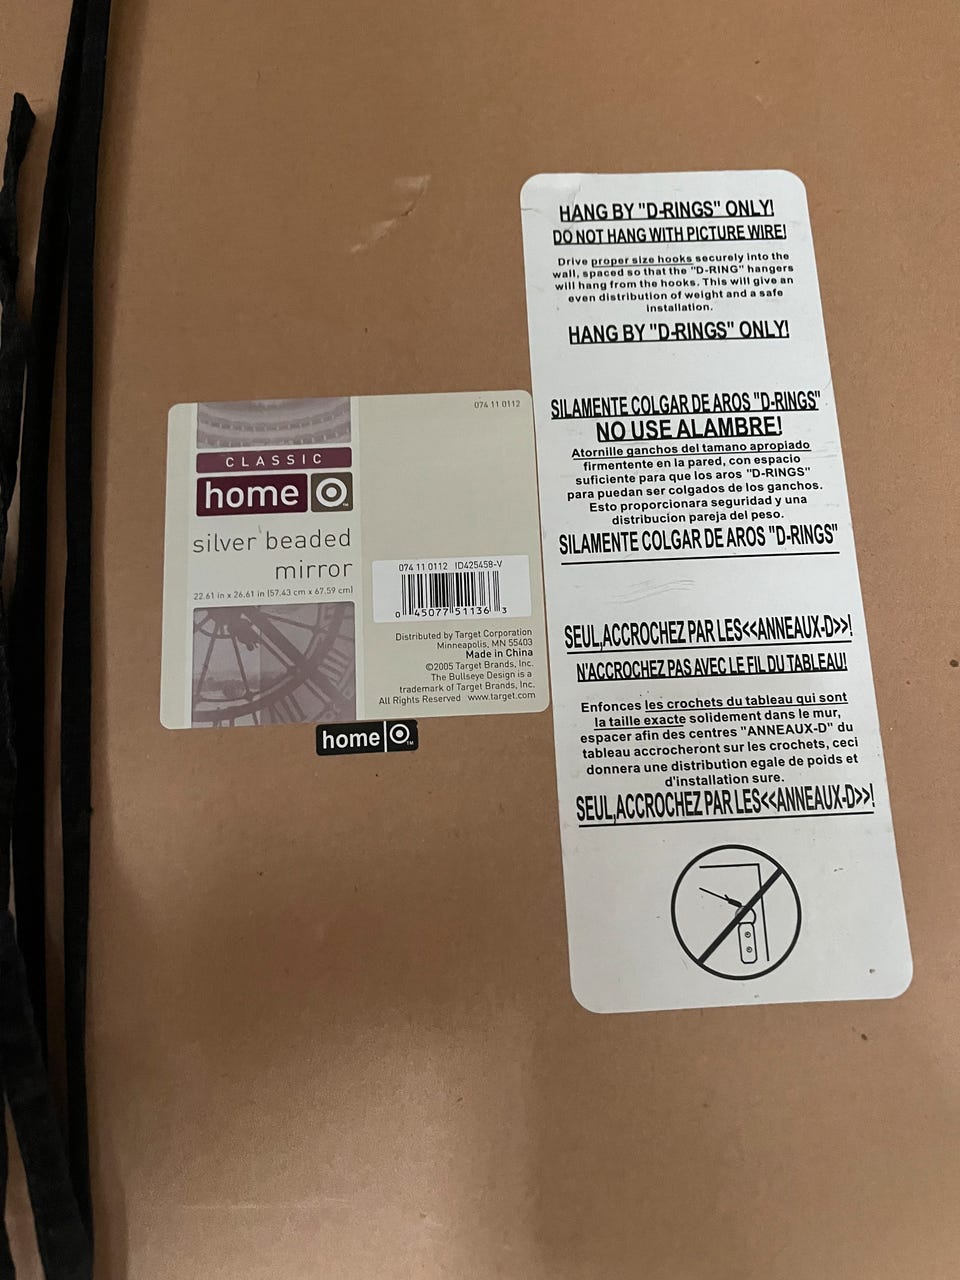 074 11 0112
CLASSIC
home
TM
silver beaded
mirror
22.61 in x 26.61 in (57.43 cm x 67.59 cm)
074 11 0112 ID425458-V
0 45077 51136 3
Distributed by Target Corporation
Minneapolis, MN 55403
Made in China
©2005 Target Brands, Inc.
The Bullseye Design is a
trademark of Target Brands, Inc.
All Rights Reserved www.target.com
home
TM
HANG BY "D-RINGS" ONLY!
DO NOT HANG WITH PICTURE WIRE!
Drive proper size hooks securely into the
wall, spaced so that the "D-RING" hangers
will hang from the hooks. This will give an
even distribution of weight and a safe
installation.
HANG BY "D-RINGS" ONLY!
SILAMENTE COLGAR DE AROS "D-RINGS"
NO USE ALAMBRE!
Atornille ganchos del tamano apropiado
firmentente en la pared, con espacio
suficiente para que los aros "D-RINGS"
para puedan ser colgados de los ganchos.
Esto proporcionara seguridad y una
distribucion pareja del peso.
SILAMENTE COLGAR DE AROS "D-RINGS"
SEUL,ACCROCHEZ PAR LES<<ANNEAUX-D>>!
N'ACCROCHEZ PAS AVEC LE FIL DU TABLEAU!
Enfonces les crochets du tableau qui sont
la taille exacte solidement dans le mur,
espacer afin des centres "ANNEAUX-D" du
tableau accrocheront sur les crochets, ceci
donnera une distribution egale de poids et
d'installation sure.
SEUL,ACCROCHEZ PAR LES<<ANNEAUX-D>>!